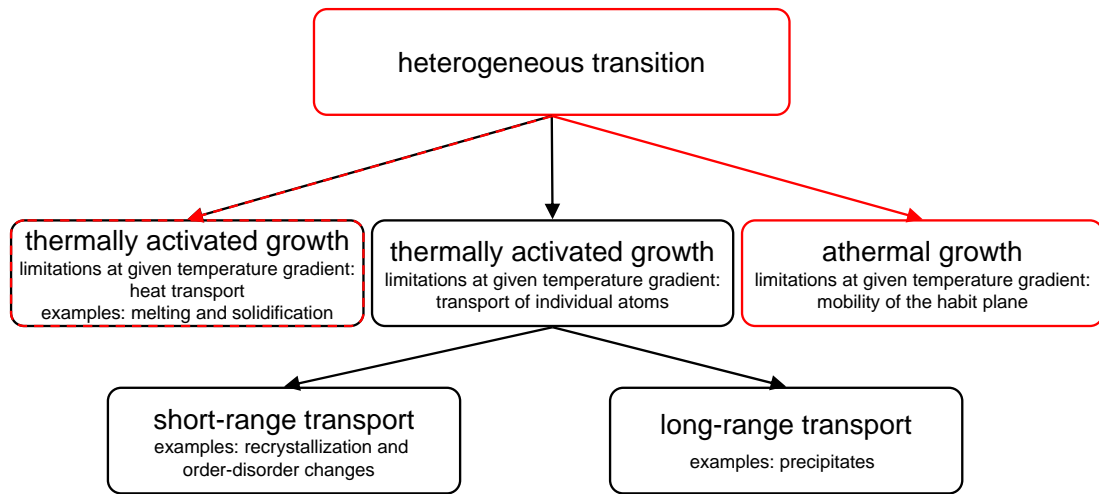 heterogeneous transition
thermally activated growth
limitations at given temperature gradient:
heat transport
examples: melting and solidification
thermally activated growth
limitations at given temperature gradient:
transport of individual atoms
athermal growth
limitations at given temperature gradient:
mobility of the habit plane
short-range transport
examples: recrystallization and
order-disorder changes
long-range transport
examples: precipitates